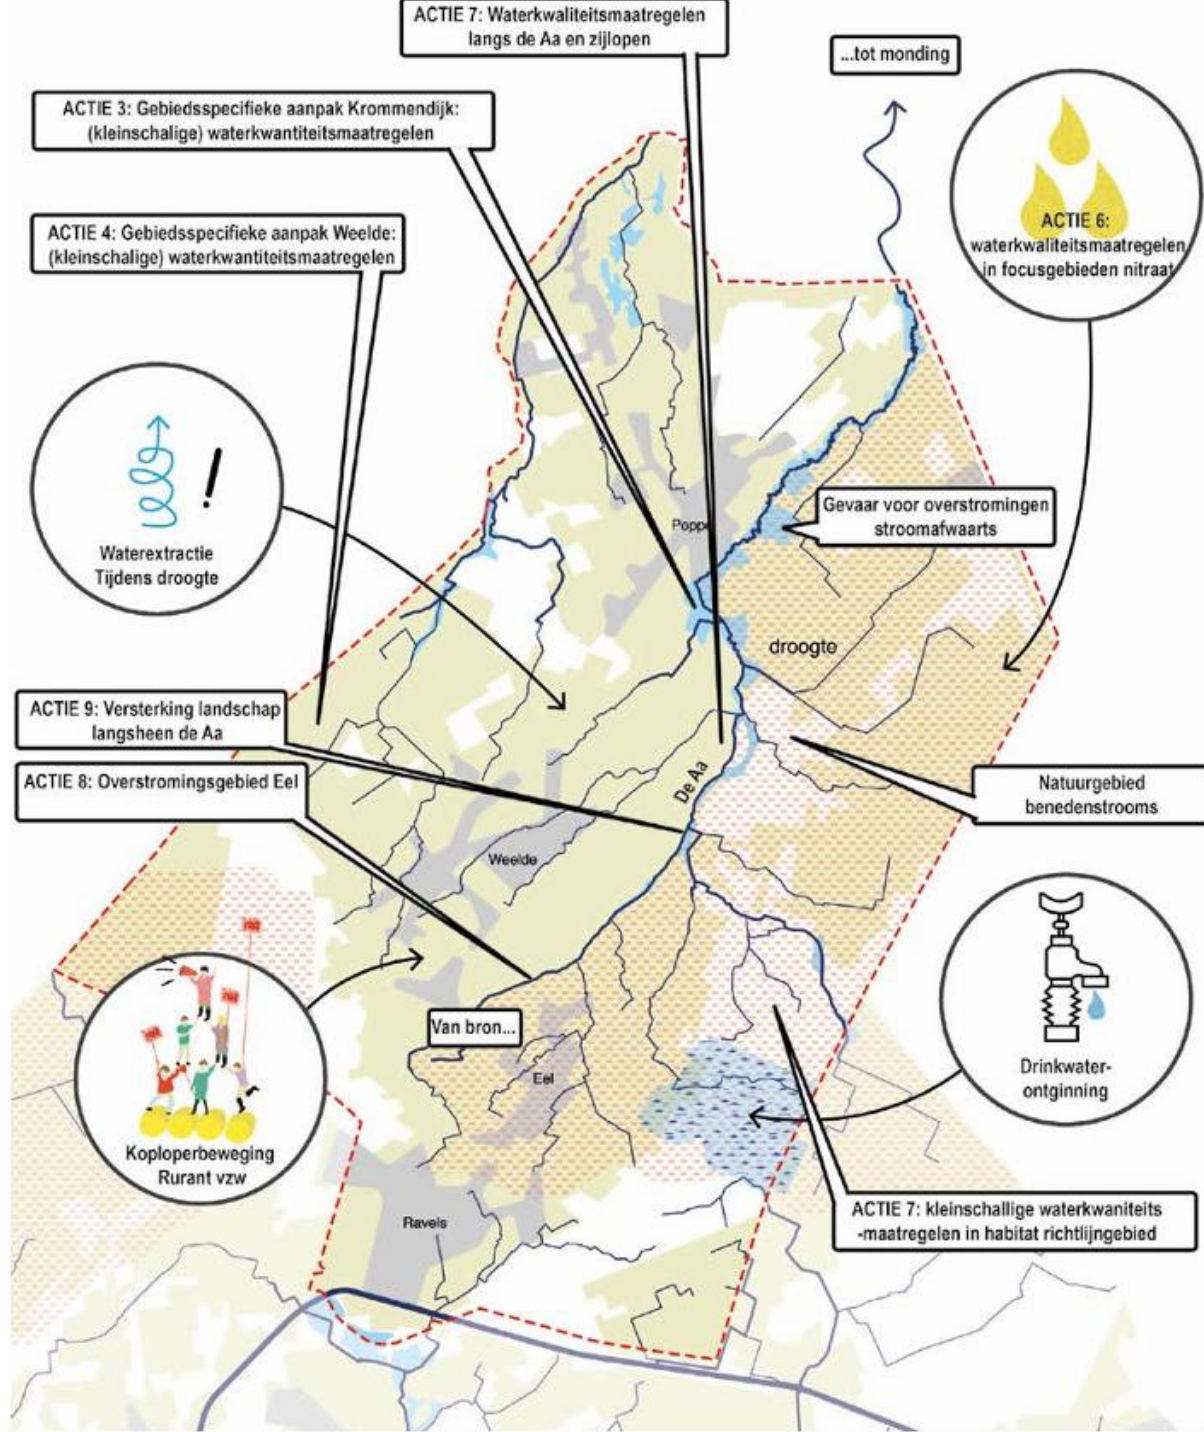 ACTIE 7: Waterkwaliteitsmaatregelen
langs de Aa en zijlopen
...tot monding
ACTIE 3: Gebiedsspecifieke aanpak Krommendijk:
(kleinschalige) waterkwantiteitsmaatregelen
ACTIE 6:
waterkwaliteitsmaatregelen
in focusgebieden nitraat
ACTIE 4: Gebiedsspecifieke aanpak Weelde:
(kleinschalige) waterkwantiteitsmaatregelen
Waterextractie
Tijdens droogte
Gevaar voor overstromingen
stroomafwaarts
Poppe
droogte
ACTIE 9: Versterking landschap
langsheen de Aa
ACTIE 8: Overstromingsgebied Eel
De Aa
Natuurgebied
benedenstrooms
Weelde
Van bron...
Eel
Drinkwater-
ontginning
Koploperbeweging
Rurant vzw
Ravels
ACTIE 7: kleinschallige waterkwaniteits
-maatregelen in habitat richtlijngebied